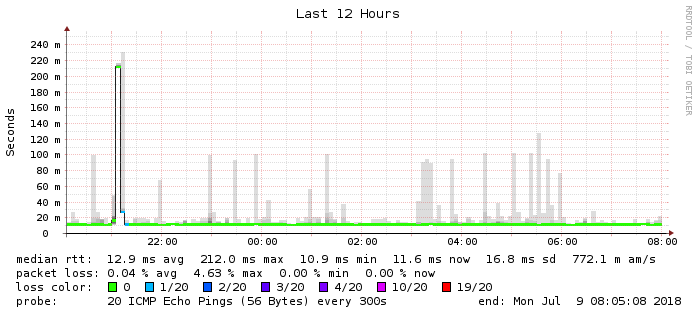 Last 12 Hours
RRDTOOL / TOBI OETIKER
Seconds
240 m
220 m
200 m
180 m
160 m
140 m
120 m
100 m
80 m
60 m
40 m
20 m
0
22:00 00:00 02:00 04:00 06:00 08:00
median rtt: 12.9 ms avg 212.0 ms max 10.9 ms min 11.6 ms now 16.8 ms sd 772.1 m am/s
packet loss: 0.04 % avg 4.63 % max 0.00 % min 0.00 % now
loss color: 0 1/20 2/20 3/20 4/20 10/20 19/20
probe: 20 ICMP Echo Pings (56 Bytes) every 300s end: Mon Jul 9 08:05:08 2018